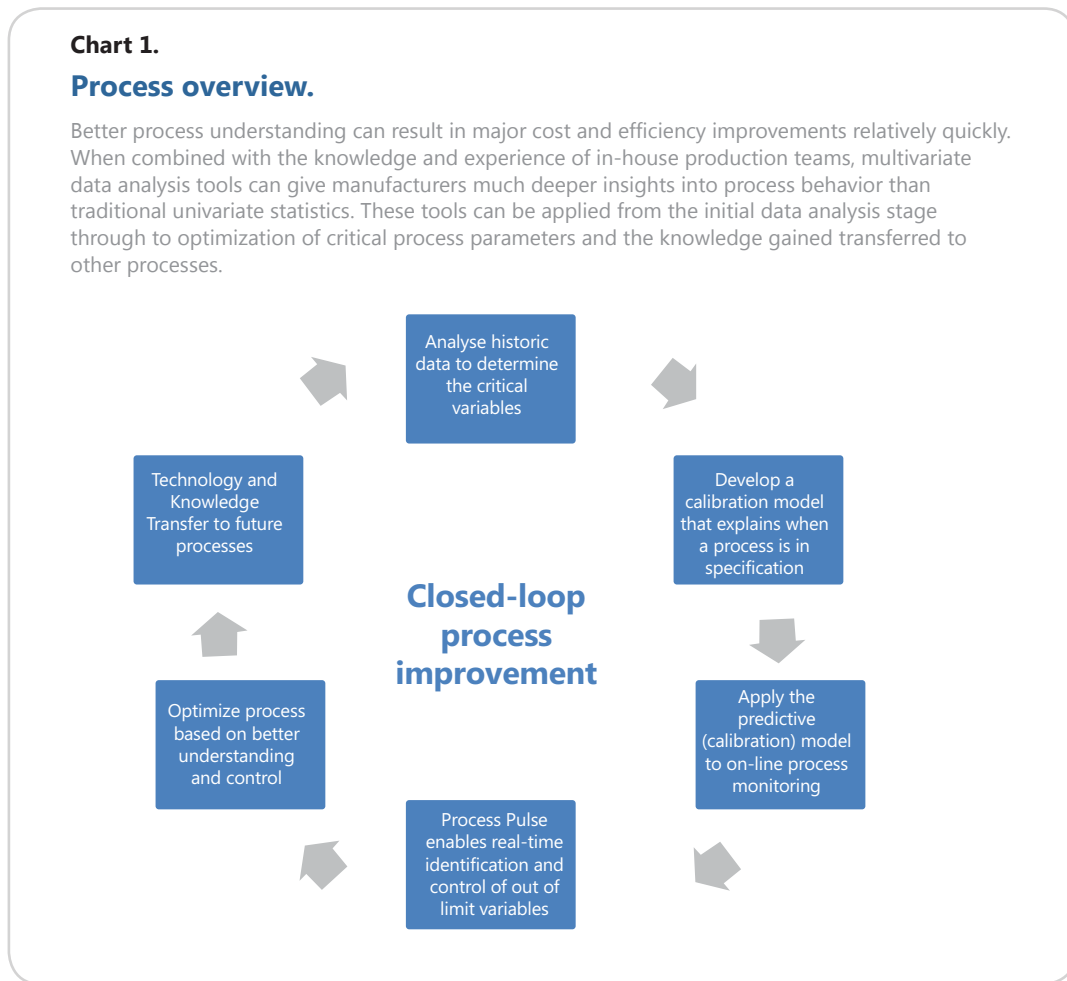 Chart 1.
Process overview.
Better process understanding can result in major cost and efficiency improvements relatively quickly.
When combined with the knowledge and experience of in-house production teams, multivariate
data analysis tools can give manufacturers much deeper insights into process behavior than
traditional univariate statistics. These tools can be applied from the initial data analysis stage
through to optimization of critical process parameters and the knowledge gained transferred to
other processes.
Analyse historic
data to determine
the critical
variables
Develop a
calibration model
that explains when
a process is in
specification
Apply the
predictive
(calibration) model
to on-line process
monitoring
Process Pulse
enables real-time
identification and
control of out of
limit variables
Optimize process
based on better
understanding
and control
Technology and
Knowledge
Transfer to future
processes
Closed-loop
process
improvement